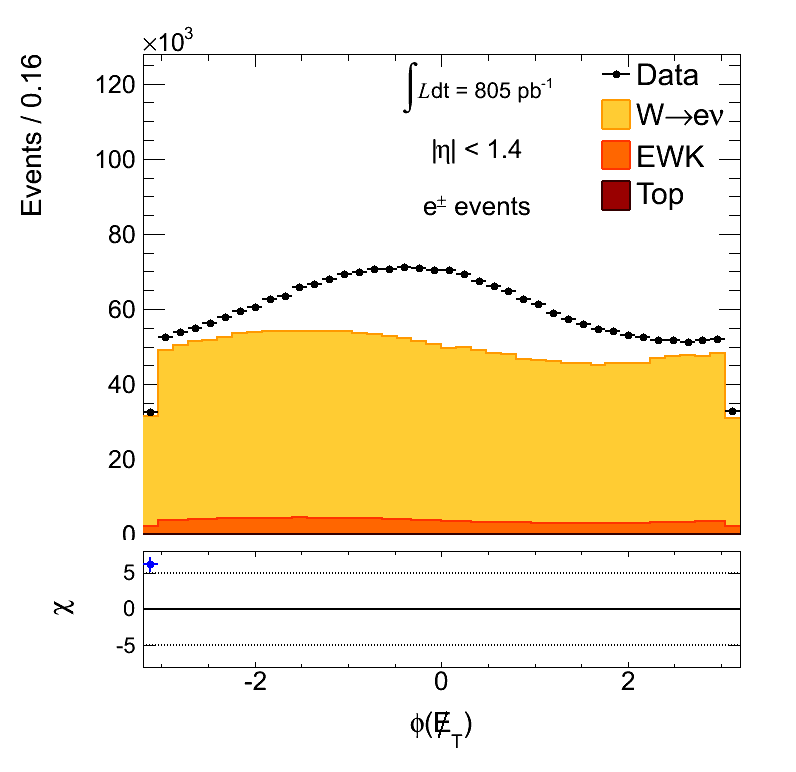 ×10³
Events / 0.16
120
100
80
60
40
20
0
∫Ldt = 805 pb⁻¹
|η| < 1.4
e± events
Data
W→eν
EWK
Top
χ
5
0
-5
-2
0
2
ϕ(E̸_T)